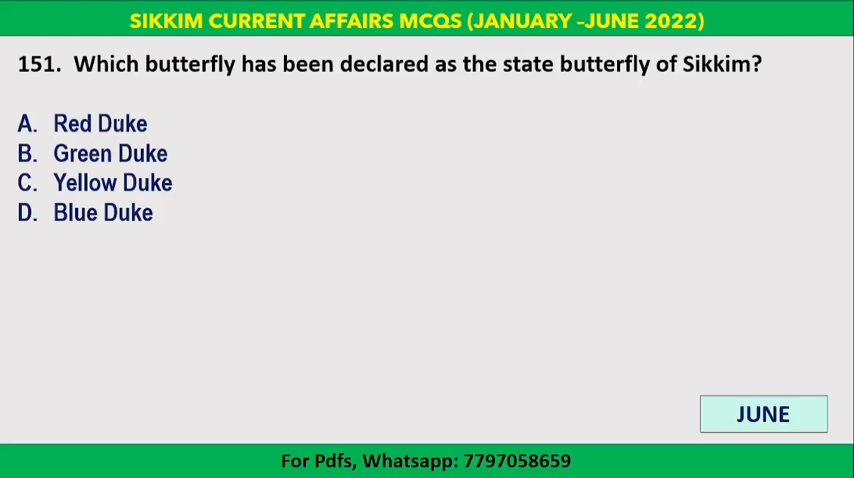 SIKKIM CURRENT AFFAIRS MCQS (JANUARY –JUNE 2022)
151. Which butterfly has been declared as the state butterfly of Sikkim?
A. Red Duke
B. Green Duke
C. Yellow Duke
D. Blue Duke
JUNE
For Pdfs, Whatsapp: 7797058659